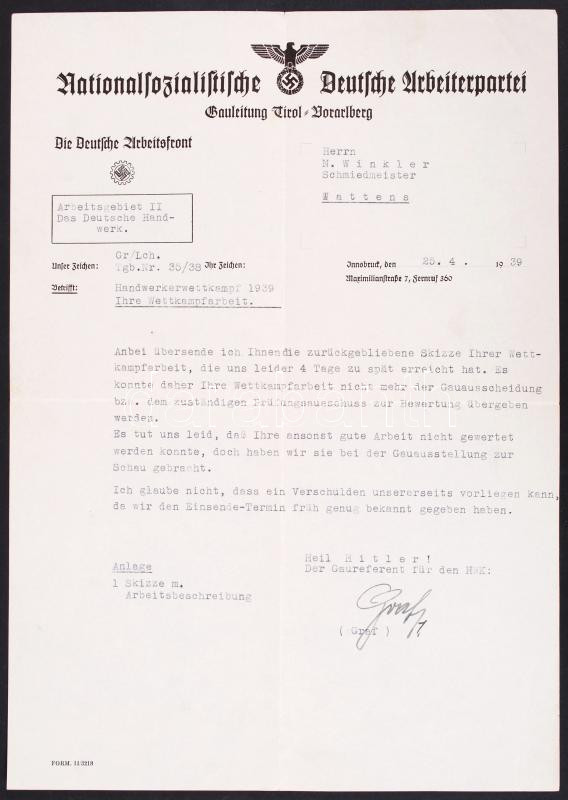 Nationalsozialistische Deutsche Arbeiterpartei
Gauleitung Tirol-Vorarlberg
Die Deutsche Arbeitsfront
Herrn
N. Winkler
Schmiedmeister
Wattens
Arbeitsgebiet II
Das Deutsche Hand-
werk.
Unser Zeichen: Gr/Lch. Tgb.Nr. 35/38 Ihr Zeichen:
Innsbruck, den 25. 4. 1939
Maximilianstraße 7, Fernruf 360
Betrifft: Handwerkerwettkampf 1939
Ihre Wettkampfarbeit.
Anbei übersende ich Ihnendie zurückgebliebene Skizze Ihrer Wett-
kampfarbeit, die uns leider 4 Tage zu spät erreicht hat. Es
konnte daher Ihre Wettkampfarbeit nicht mehr der Gauausscheidung
bzw. dem zuständigen Prüfungsausschuss zur Bewertung übergeben
werden.
Es tut uns leid, daß Ihre ansonst gute Arbeit nicht gewertet
werden konnte, doch haben wir sie bei der Gauausstellung zur
Schau gebracht.
Ich glaube nicht, dass ein Verschulden unsererseits vorliegen kann,
da wir den Einsende-Termin früh genug bekannt gegeben haben.
Anlage
1 Skizze m.
Arbeitsbeschreibung
Heil Hitler!
Der Gaureferent für den HWK:
Graf
( Graf )
FORM. 11/3218